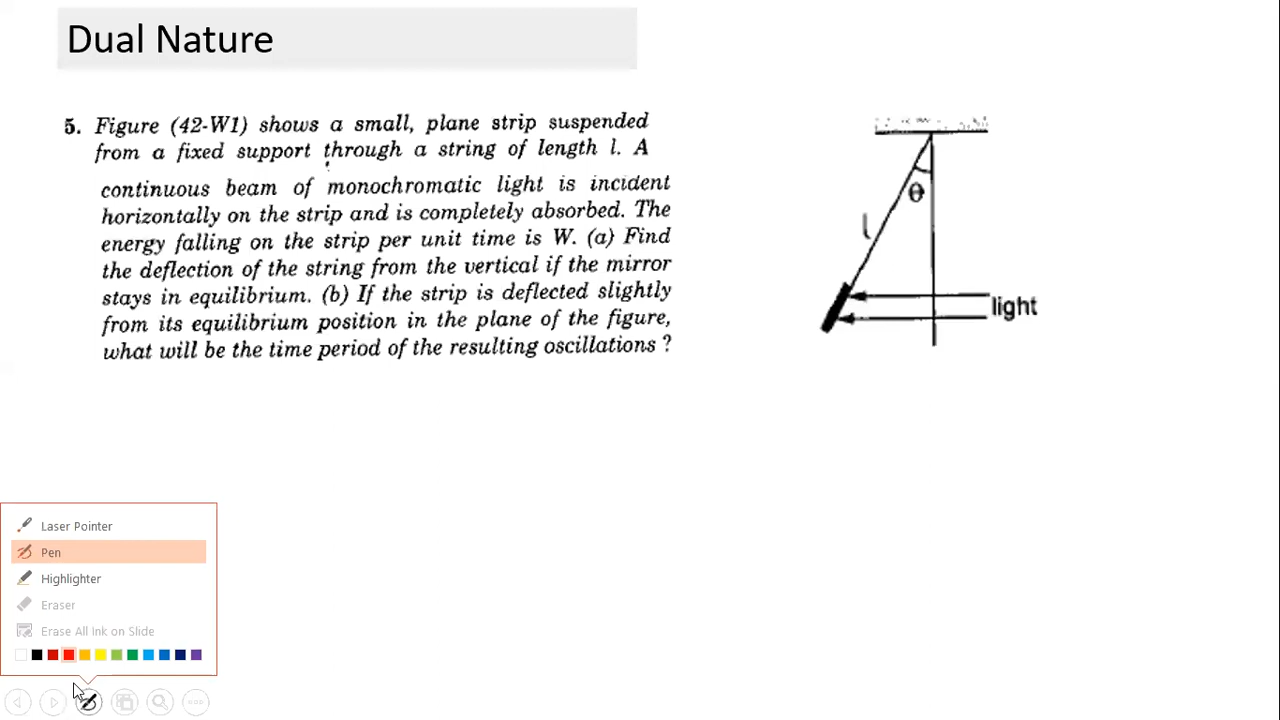 Dual Nature
5. Figure (42-W1) shows a small, plane strip suspended
from a fixed support through a string of length l. A
continuous beam of monochromatic light is incident
horizontally on the strip and is completely absorbed. The
energy falling on the strip per unit time is W. (a) Find
the deflection of the string from the vertical if the mirror
stays in equilibrium. (b) If the strip is deflected slightly
from its equilibrium position in the plane of the figure,
what will be the time period of the resulting oscillations ?
θ
l
light
Laser Pointer
Pen
Highlighter
Eraser
Erase All Ink on Slide